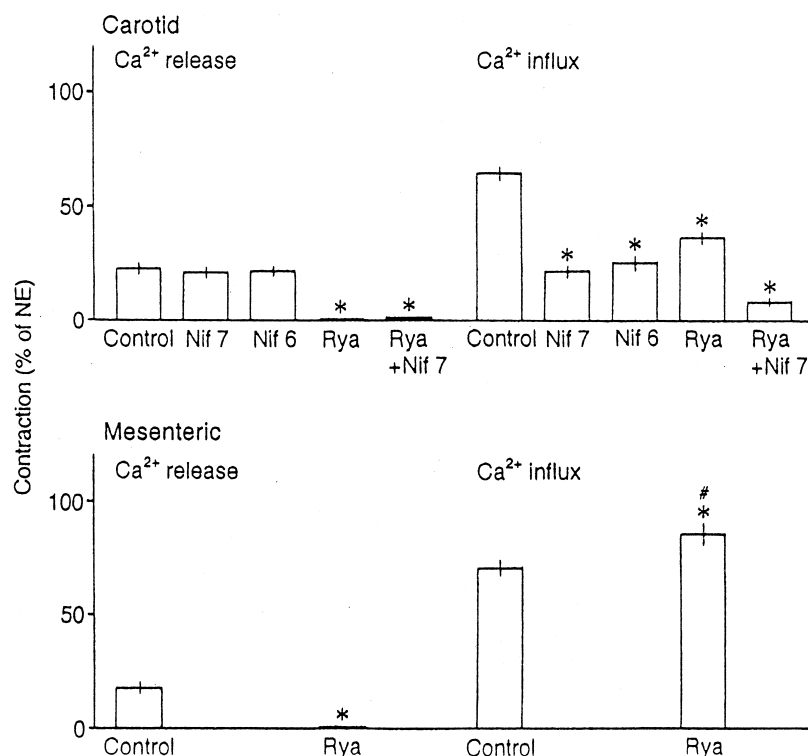 Carotid
Ca²⁺ release
Ca²⁺ influx
100
50
0
* * * * * *
Control Nif 7 Nif 6 Rya Rya +Nif 7 Control Nif 7 Nif 6 Rya Rya +Nif 7
Contraction (% of NE)
Mesenteric
Ca²⁺ release
Ca²⁺ influx
#
* *
100
50
0
Control Rya Control Rya